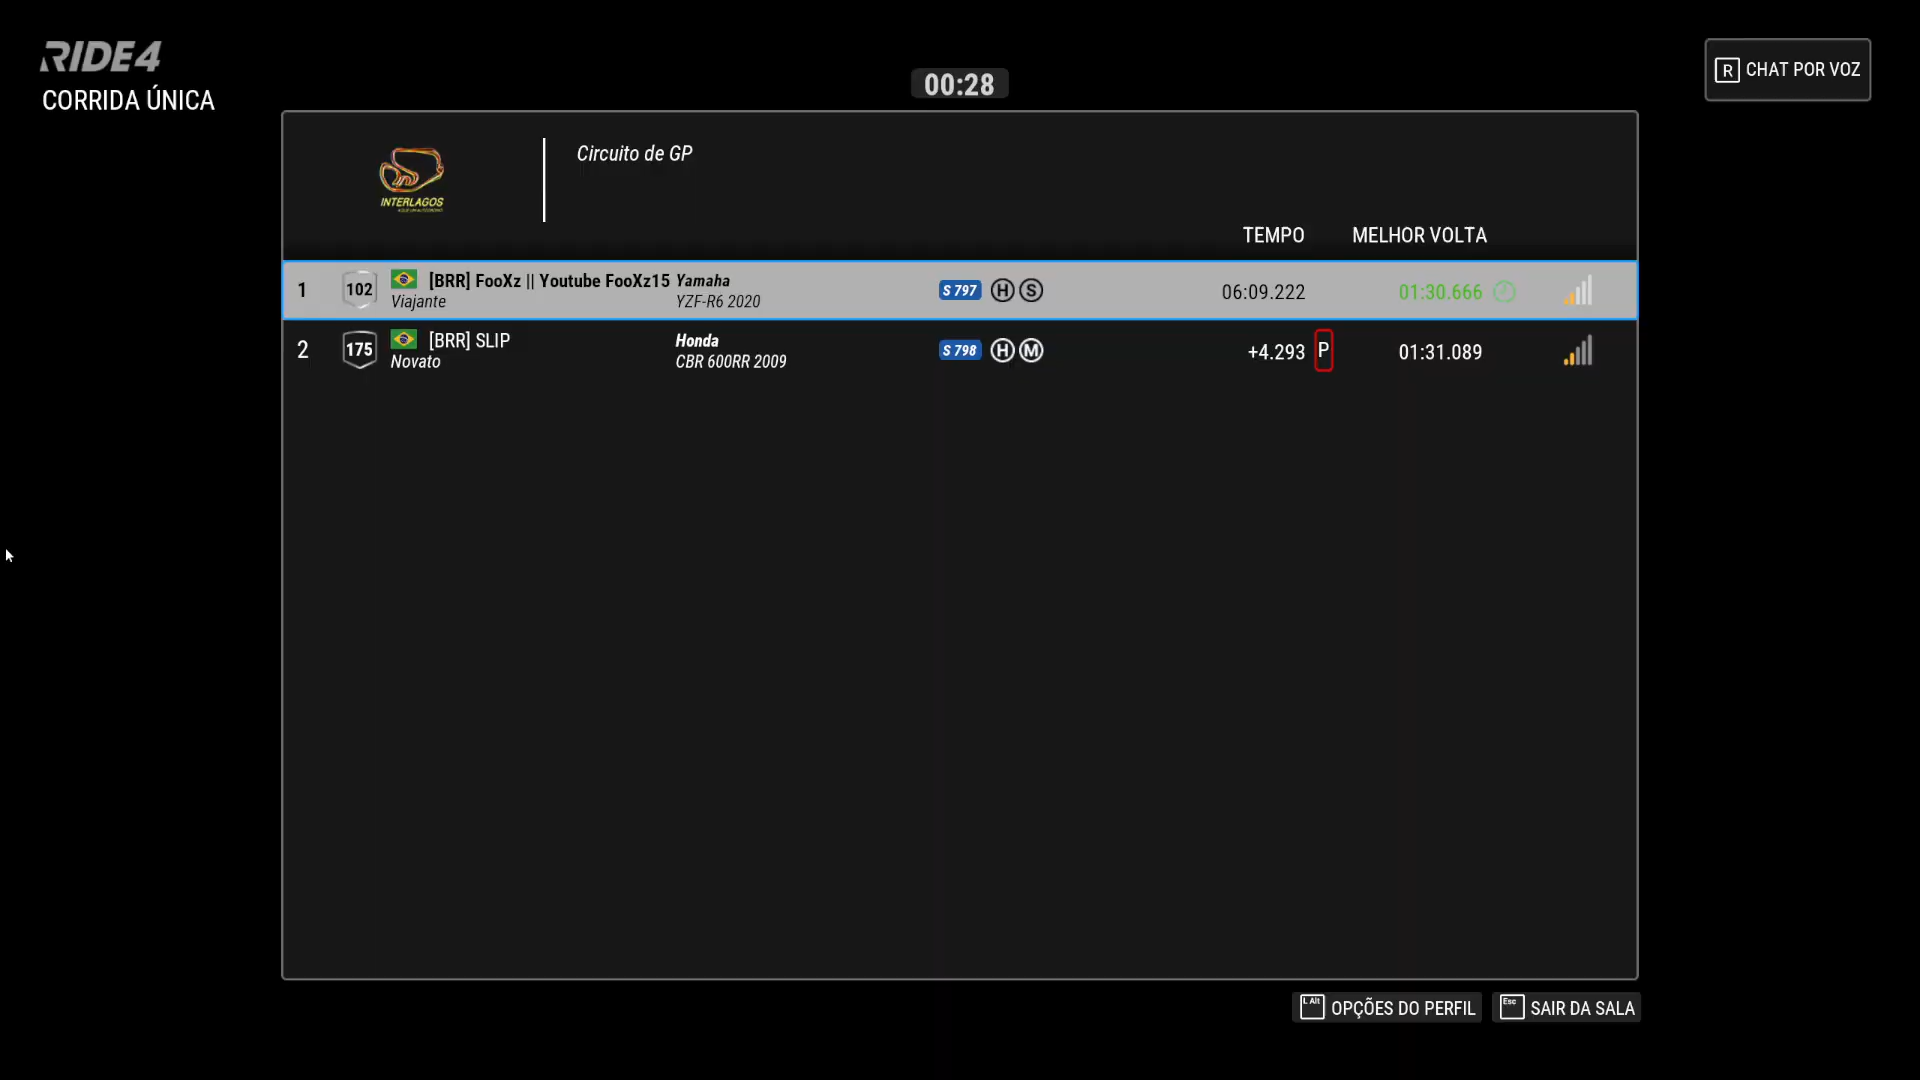 RIDE4
CORRIDA ÚNICA
00:28
R CHAT POR VOZ
INTERLAGOS
Circuito de GP
TEMPO MELHOR VOLTA
1 102 [BRR] FooXz || Youtube FooXz15 Yamaha S 797 H S 06:09.222 01:30.666
Viajante YZF-R6 2020
2 175 [BRR] SLIP Honda S 798 H M +4.293 P 01:31.089
Novato CBR 600RR 2009
L Alt OPÇÕES DO PERFIL Esc SAIR DA SALA